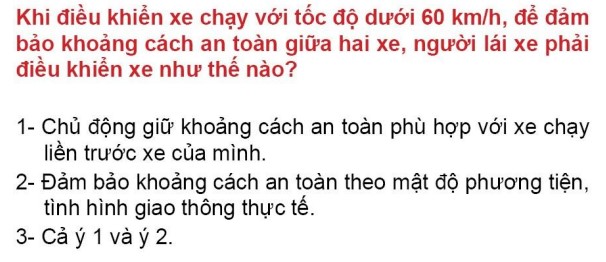 Khi điều khiển xe chạy với tốc độ dưới 60 km/h, để đảm
bảo khoảng cách an toàn giữa hai xe, người lái xe phải
điều khiển xe như thế nào?
1- Chủ động giữ khoảng cách an toàn phù hợp với xe chạy
liền trước xe của mình.
2- Đảm bảo khoảng cách an toàn theo mật độ phương tiện,
tình hình giao thông thực tế.
3- Cả ý 1 và ý 2.